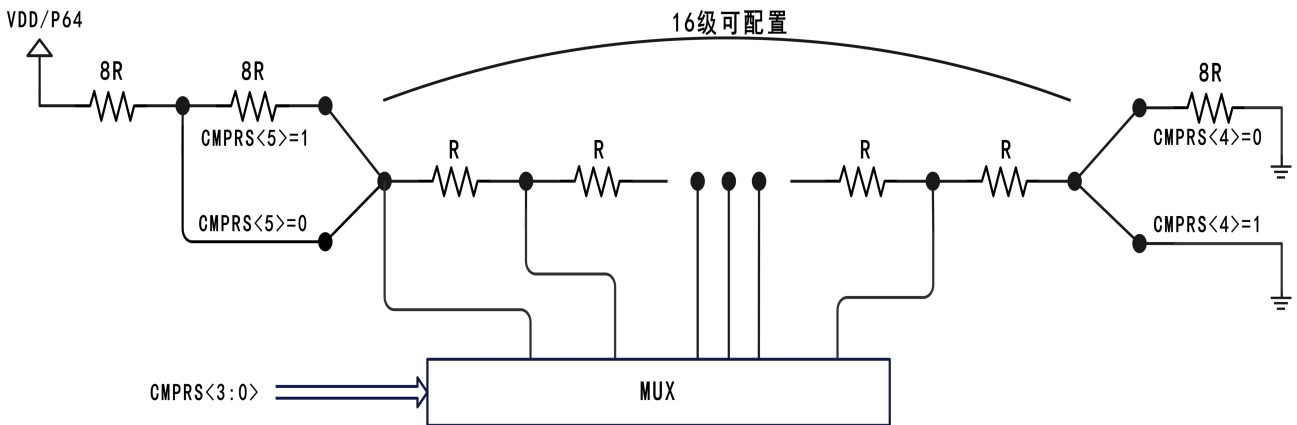 VDD/P64
16级可配置
8R
8R
8R
CMPRS<5>=1
CMPRS<4>=0
R
R
R
R
CMPRS<5>=0
CMPRS<4>=1
CMPRS<3:0>
MUX